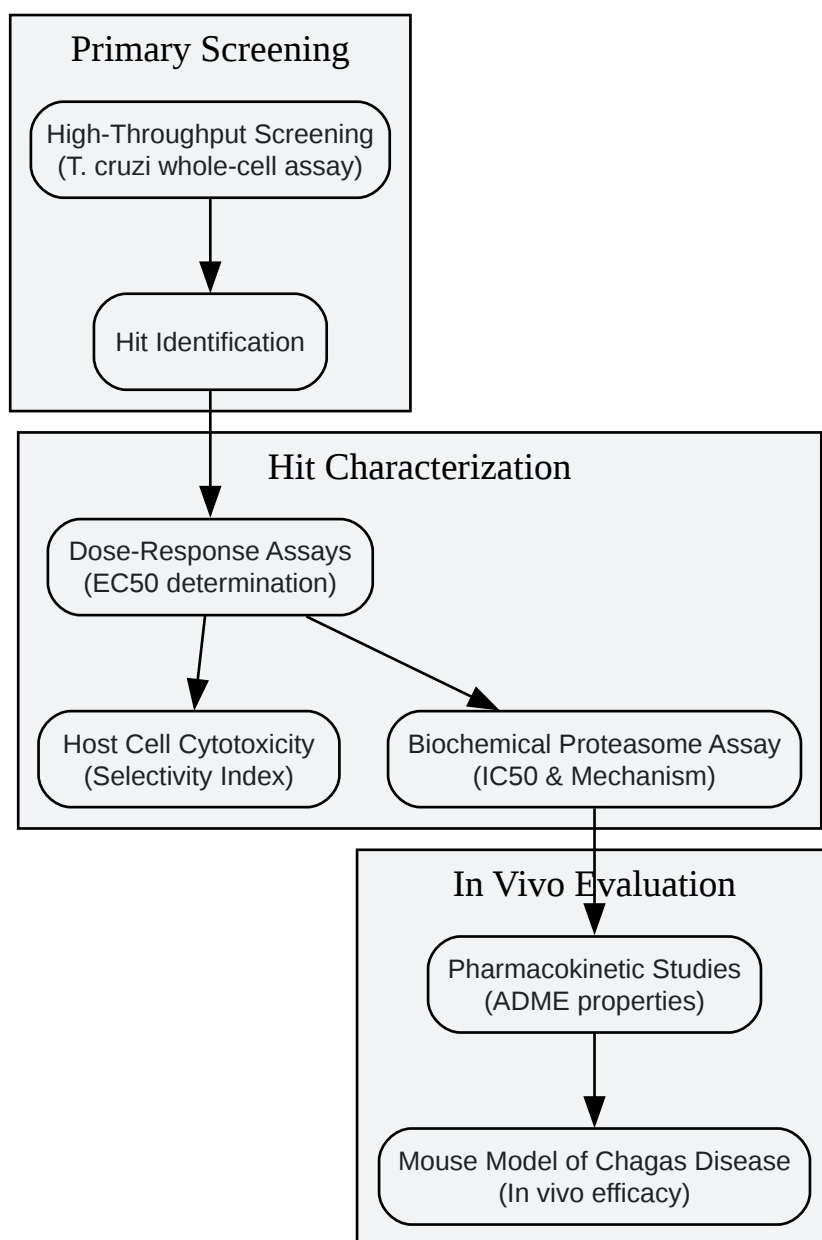 Primary Screening
High-Throughput Screening
(T. cruzi whole-cell assay)
Hit Identification
Hit Characterization
Dose-Response Assays
(EC50 determination)
Host Cell Cytotoxicity
(Selectivity Index)
Biochemical Proteasome Assay
(IC50 & Mechanism)
In Vivo Evaluation
Pharmacokinetic Studies
(ADME properties)
Mouse Model of Chagas Disease
(In vivo efficacy)